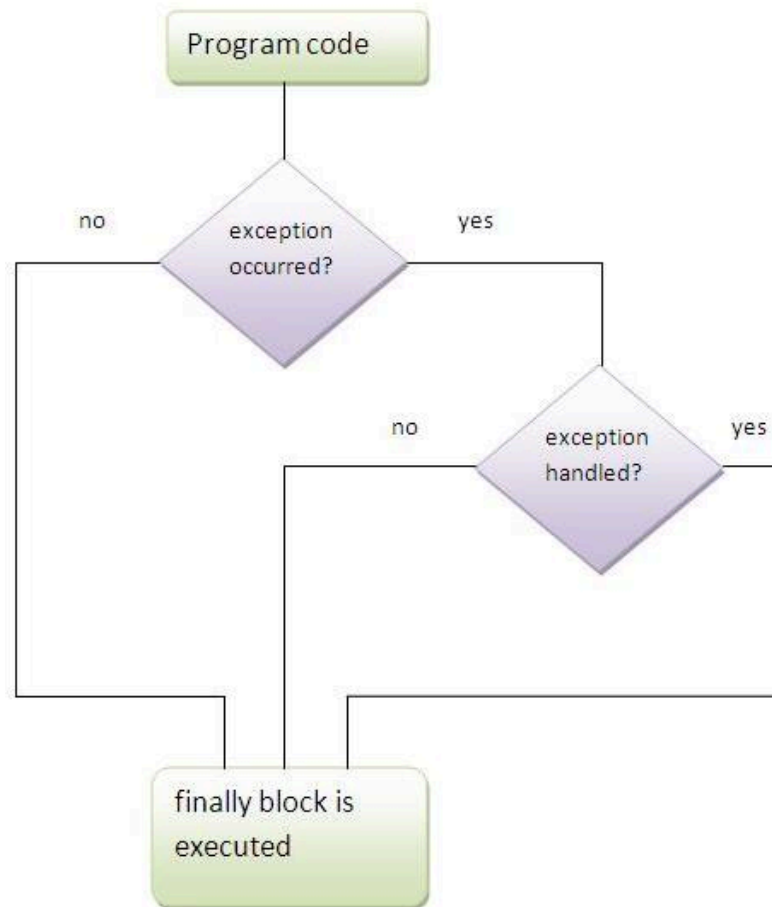 Program code
no
exception
occurred?
yes
no
exception
handled?
yes
finally block is
executed